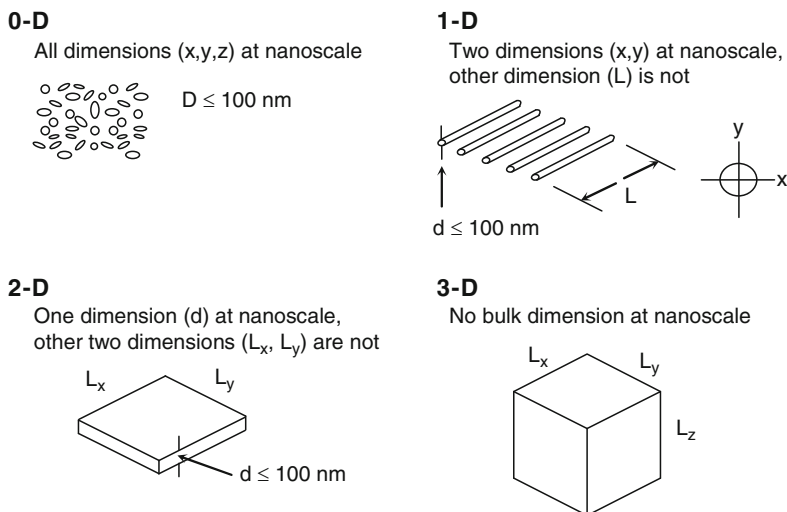 0-D
All dimensions (x,y,z) at nanoscale
D ≤ 100 nm
1-D
Two dimensions (x,y) at nanoscale,
other dimension (L) is not
y
x
L
d ≤ 100 nm
2-D
One dimension (d) at nanoscale,
other two dimensions (Lx, Ly) are not
Lx
Ly
d ≤ 100 nm
3-D
No bulk dimension at nanoscale
Lx
Ly
Lz